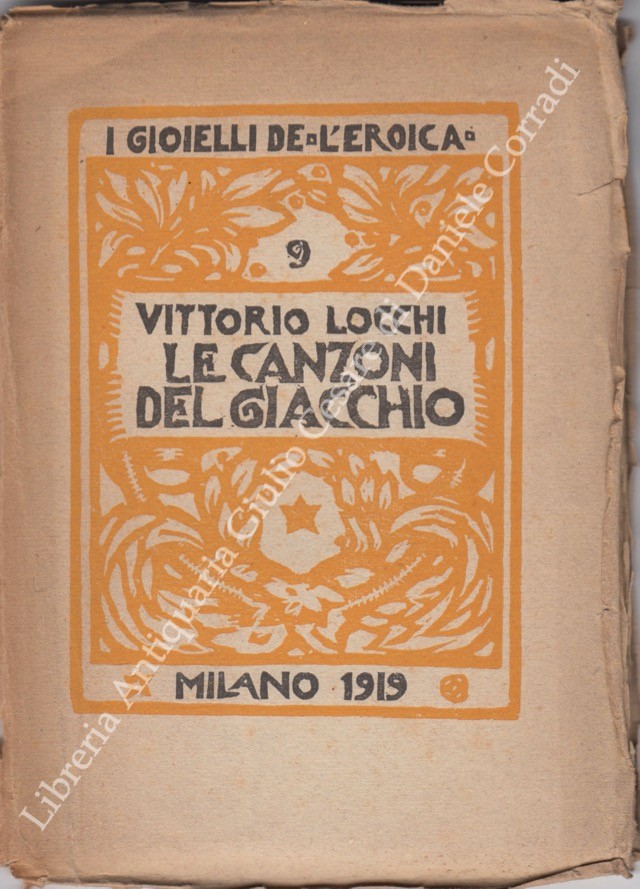 I GIOIELLI DE L'EROICA
9
VITTORIO LOCCHI
LE CANZONI
DEL GIACCHIO
MILANO 1919
Libreria Antiquaria Giulio Cesare di Daniele Corradi